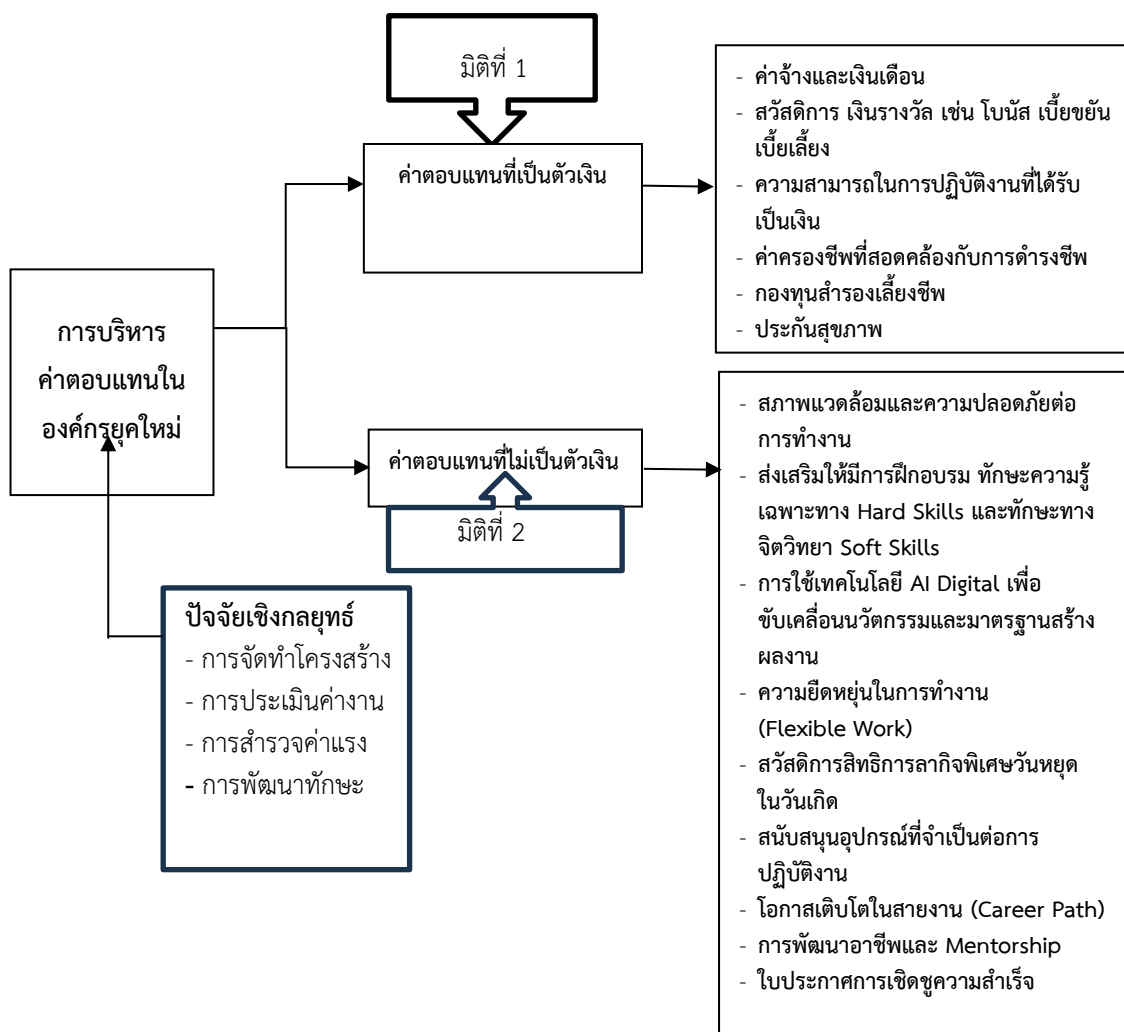 มิติที่ 1
ค่าตอบแทนที่เป็นตัวเงิน
- ค่าจ้างและเงินเดือน
- สวัสดิการ เงินรางวัล เช่น โบนัส เบี้ยขยัน
เบี้ยเลี้ยง
- ความสามารถในการปฏิบัติงานที่ได้รับ
เป็นเงิน
- ค่าครองชีพที่สอดคล้องกับการดำรงชีพ
- กองทุนสำรองเลี้ยงชีพ
- ประกันสุขภาพ
การบริหาร
ค่าตอบแทนใน
องค์กรยุคใหม่
ค่าตอบแทนที่ไม่เป็นตัวเงิน
มิติที่ 2
- สภาพแวดล้อมและความปลอดภัยต่อ
การทำงาน
- ส่งเสริมให้มีการฝึกอบรม ทักษะความรู้
เฉพาะทาง Hard Skills และทักษะทาง
จิตวิทยา Soft Skills
- การใช้เทคโนโลยี AI Digital เพื่อ
ขับเคลื่อนนวัตกรรมและมาตรฐานสร้าง
ผลงาน
- ความยืดหยุ่นในการทำงาน
(Flexible Work)
- สวัสดิการสิทธิการลากิจพิเศษวันหยุด
ในวันเกิด
- สนับสนุนอุปกรณ์ที่จำเป็นต่อการ
ปฏิบัติงาน
- โอกาสเติบโตในสายงาน (Career Path)
- การพัฒนาอาชีพและ Mentorship
- ใบประกาศการเชิดชูความสำเร็จ
ปัจจัยเชิงกลยุทธ์
- การจัดทำโครงสร้าง
- การประเมินค่างาน
- การสำรวจค่าแรง
- การพัฒนาทักษะ